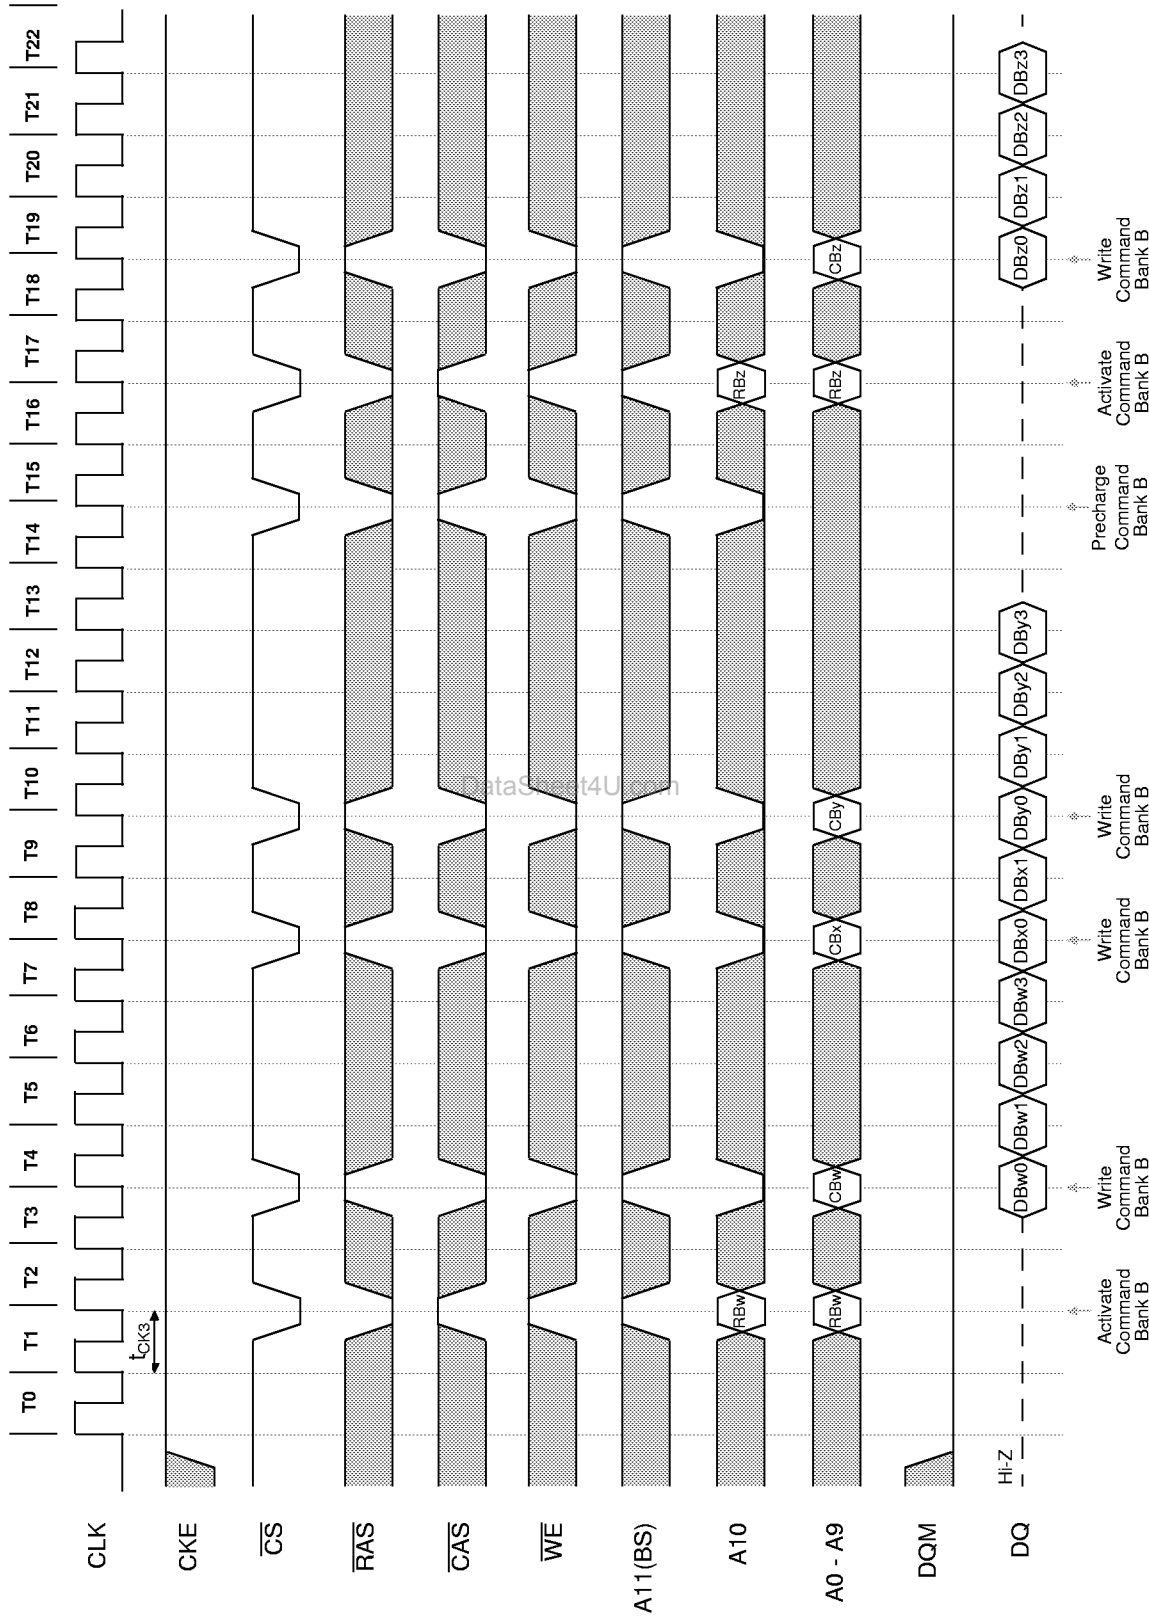 T0 T1 T2 T3 T4 T5 T6 T7 T8 T9 T10 T11 T12 T13 T14 T15 T16 T17 T18 T19 T20 T21 T22
CLK
tCK3
CKE
CS
RAS
CAS
WE
DataSheet4U.com
A11(BS)
A10
RBw RBz
A0 - A9
RBw CBw CBx CBy RBz CBz
DQM
Hi-Z
DQ
DBw0 DBw1 DBw2 DBw3 DBx0 DBx1 DBy0 DBy1 DBy2 DBy3 DBz0 DBz1 DBz2 DBz3
Activate
Command
Bank B
Write
Command
Bank B
Write
Command
Bank B
Write
Command
Bank B
Precharge
Command
Bank B
Activate
Command
Bank B
Write
Command
Bank B